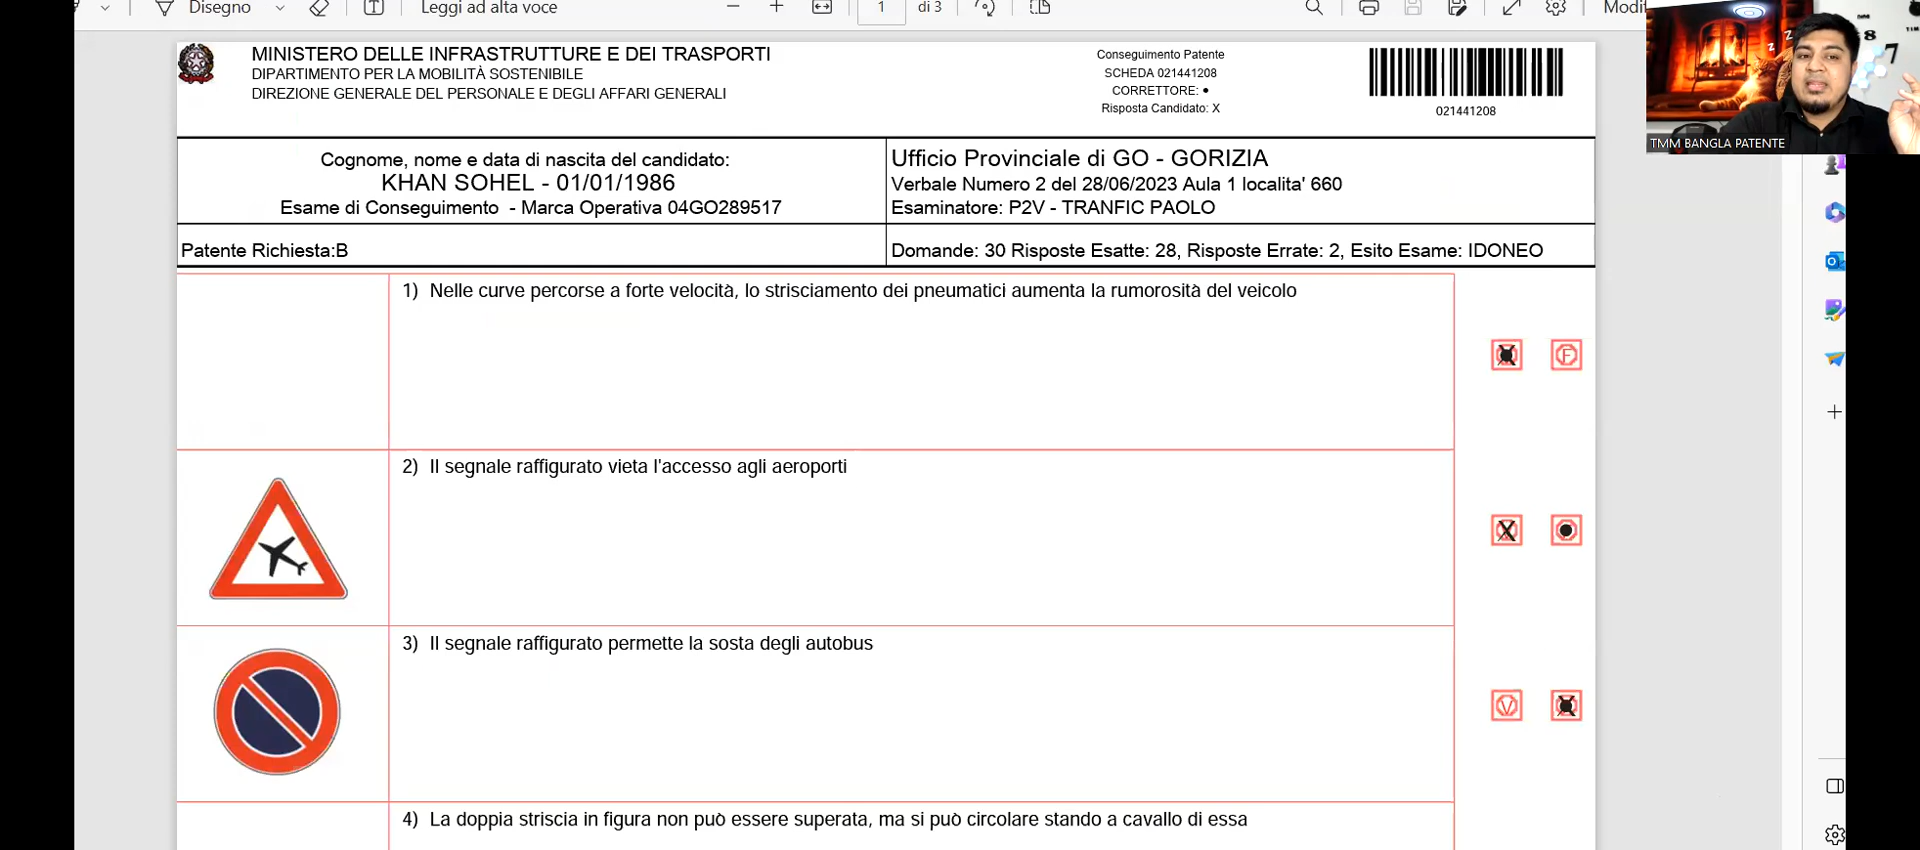 Disegno
Leggi ad alta voce
1
di 3
MINISTERO DELLE INFRASTRUTTURE E DEI TRASPORTI
DIPARTIMENTO PER LA MOBILITÀ SOSTENIBILE
DIREZIONE GENERALE DEL PERSONALE E DEGLI AFFARI GENERALI
Conseguimento Patente
SCHEDA 021441208
CORRETTORE: ●
Risposta Candidato: X
021441208
TMM BANGLA PATENTE
Cognome, nome e data di nascita del candidato:
KHAN SOHEL - 01/01/1986
Esame di Conseguimento - Marca Operativa 04GO289517
Ufficio Provinciale di GO - GORIZIA
Verbale Numero 2 del 28/06/2023 Aula 1 localita' 660
Esaminatore: P2V - TRANFIC PAOLO
Patente Richiesta:B
Domande: 30 Risposte Esatte: 28, Risposte Errate: 2, Esito Esame: IDONEO
1) Nelle curve percorse a forte velocità, lo strisciamento dei pneumatici aumenta la rumorosità del veicolo
F
2) Il segnale raffigurato vieta l'accesso agli aeroporti
X
3) Il segnale raffigurato permette la sosta degli autobus
V
4) La doppia striscia in figura non può essere superata, ma si può circolare stando a cavallo di essa